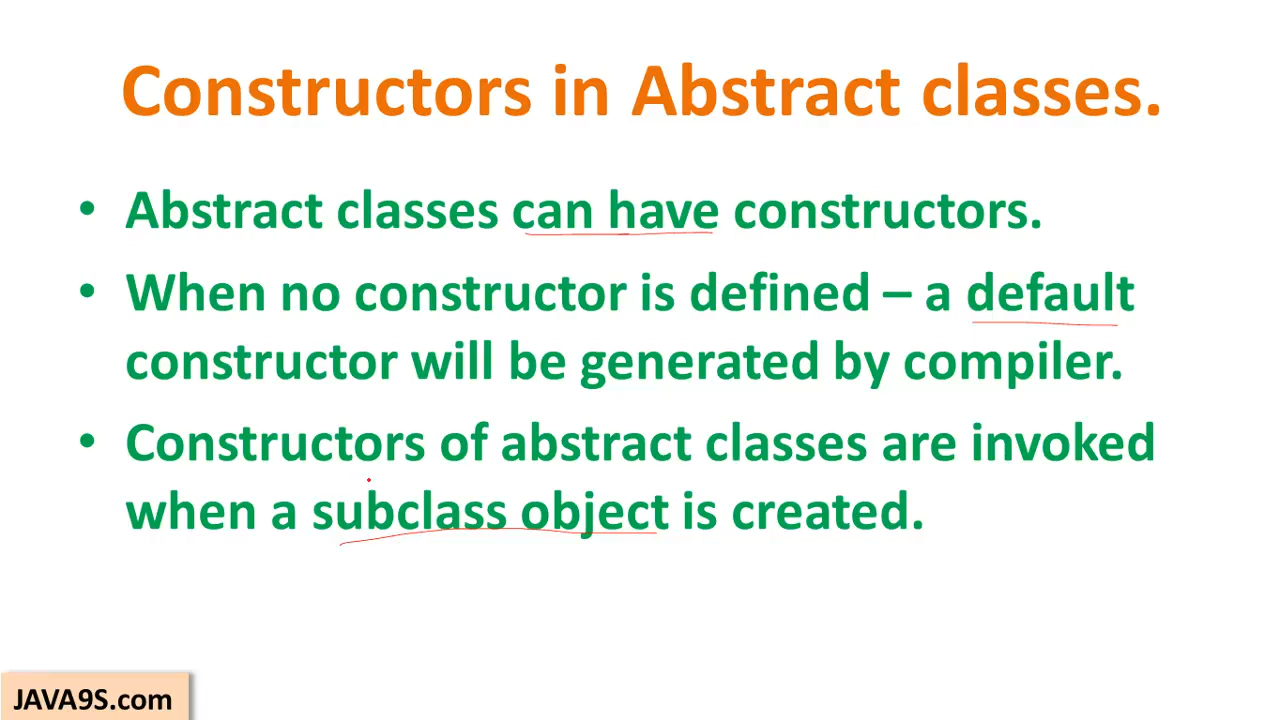 Constructors in Abstract classes.
• Abstract classes can have constructors.
• When no constructor is defined – a default
constructor will be generated by compiler.
• Constructors of abstract classes are invoked
when a subclass object is created.
JAVA9S.com